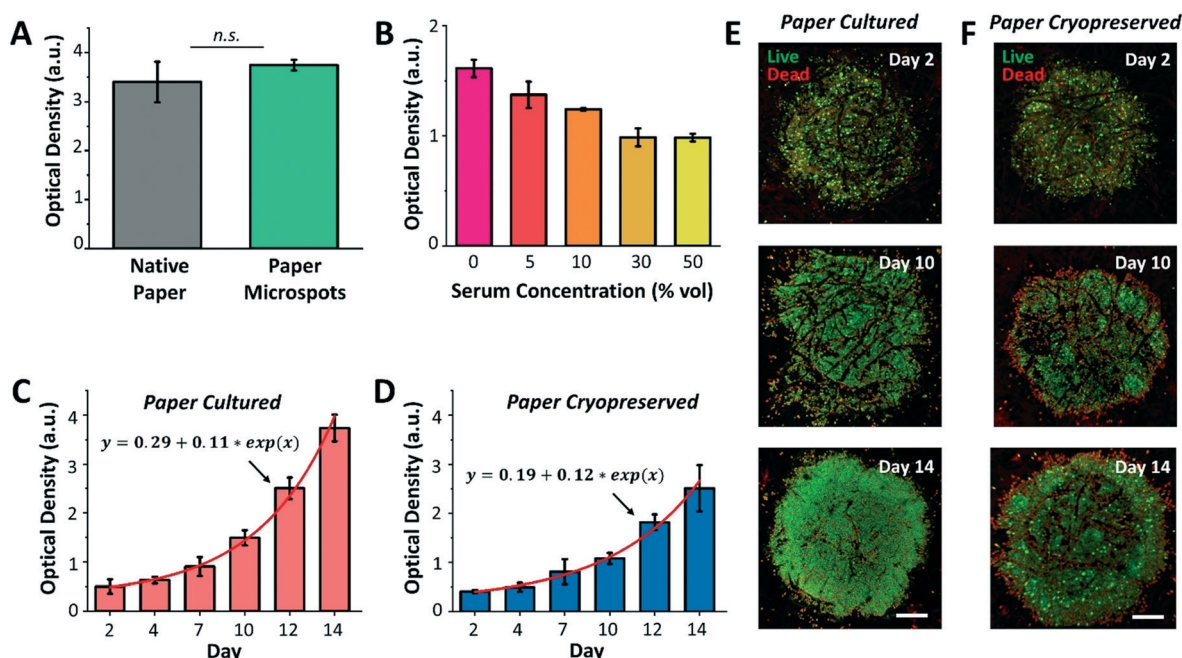 A
n.s.
Optical Density (a.u.)
4
3
2
1
0
Native
Paper
Paper
Microspots
B
Optical Density (a.u.)
2
1
0
0 5 10 30 50
Serum Concentration (% vol)
C
Paper Cultured
y = 0.29 + 0.11 * exp(x)
Optical Density (a.u.)
4
3
2
1
0
2 4 7 10 12 14
Day
D
Paper Cryopreserved
y = 0.19 + 0.12 * exp(x)
Optical Density (a.u.)
4
3
2
1
0
2 4 7 10 12 14
Day
E
Paper Cultured
Live
Dead
Day 2
Day 10
Day 14
F
Paper Cryopreserved
Live
Dead
Day 2
Day 10
Day 14